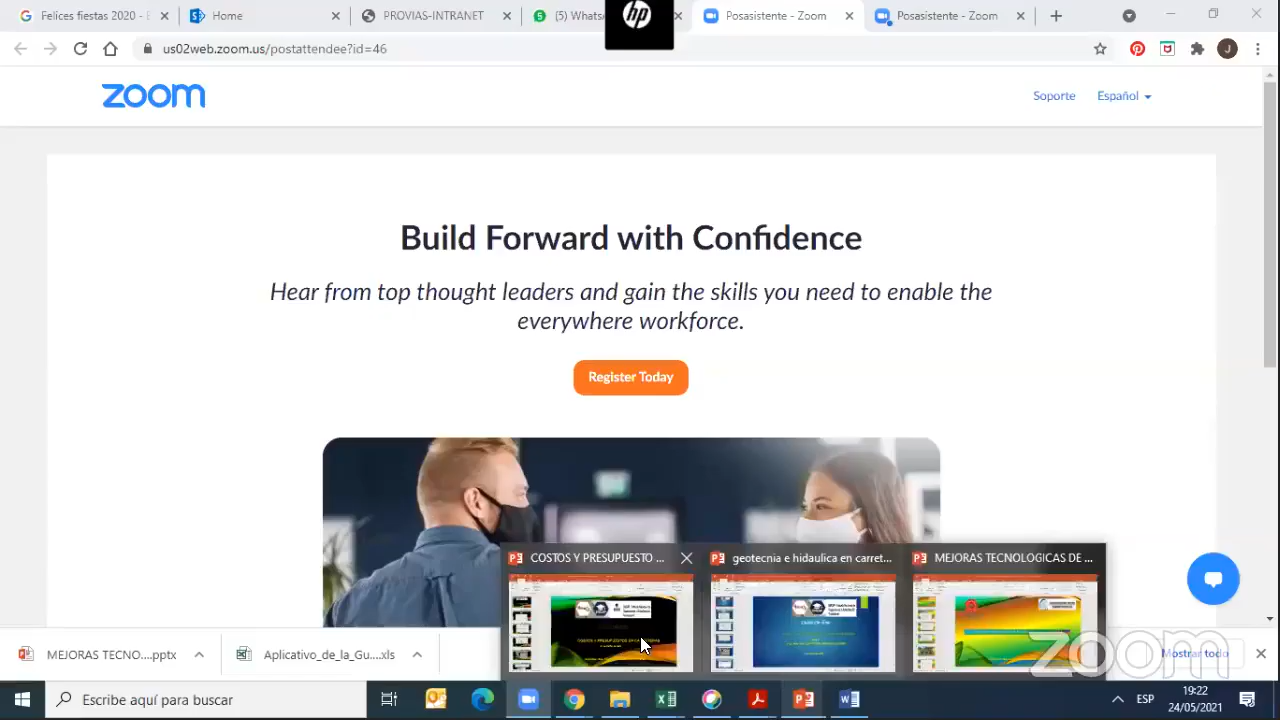 Felices fiestas 2020 - E
Home
PROVIAS-INTRANET
(5) Whats
hp
Posasistente - Zoom
Posasistente - Zoom
us02web.zoom.us/postattendee?id=46
J
zoom
Soporte
Español
Build Forward with Confidence
Hear from top thought leaders and gain the skills you need to enable the
everywhere workforce.
Register Today
COSTOS Y PRESUPUESTO ...
geotecnia e hidaulica en carret...
MEJORAS TECNOLOGICAS DE ...
MEJORAS TECNO....pptx
Aplicativo_de_la_Gu....xls
Mostrar todo
zoom
Escribe aquí para buscar
ESP
19:22
24/05/2021